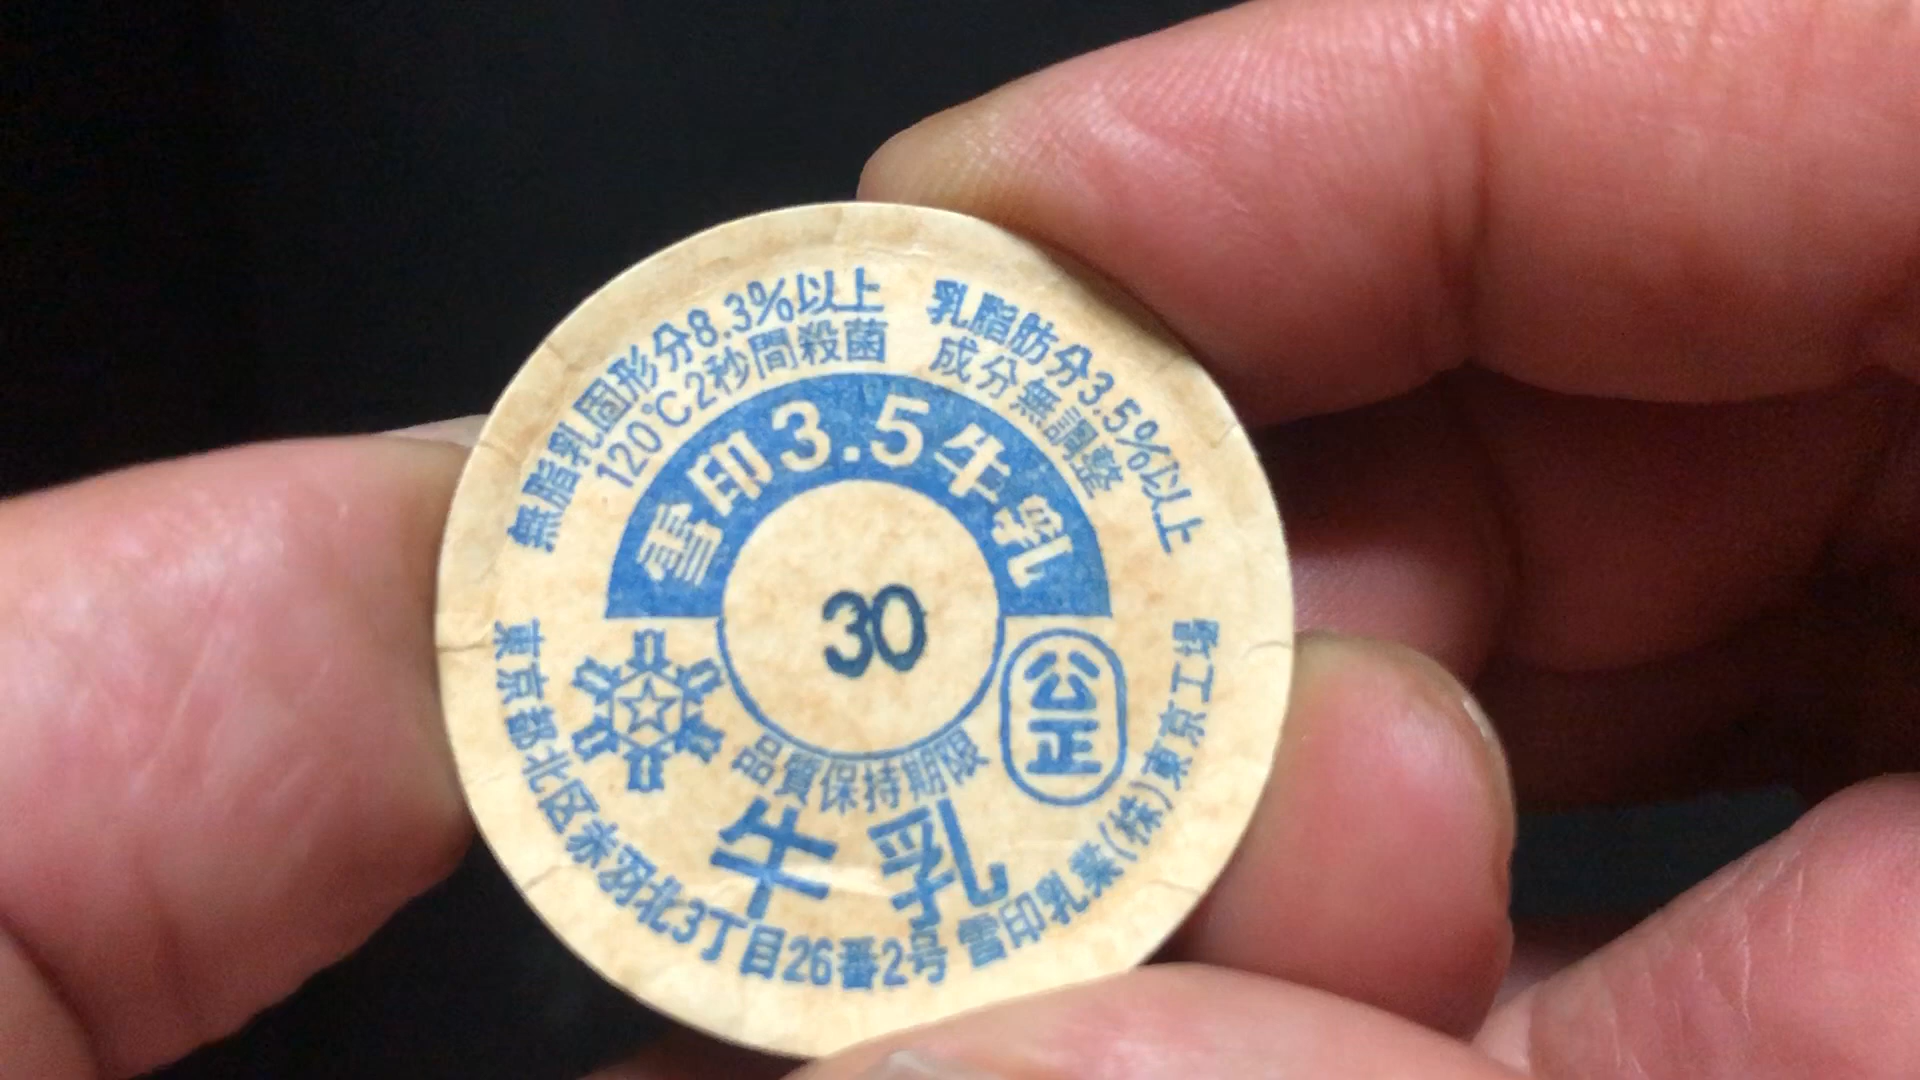 無脂乳固形分8.3%以上 乳脂肪分3.5%以上
120℃2秒間殺菌 成分無調整
雪印3.5牛乳
30
公正
品質保持期限
牛乳
東京都北区赤羽北3丁目26番2号 雪印乳業(株)東京工場